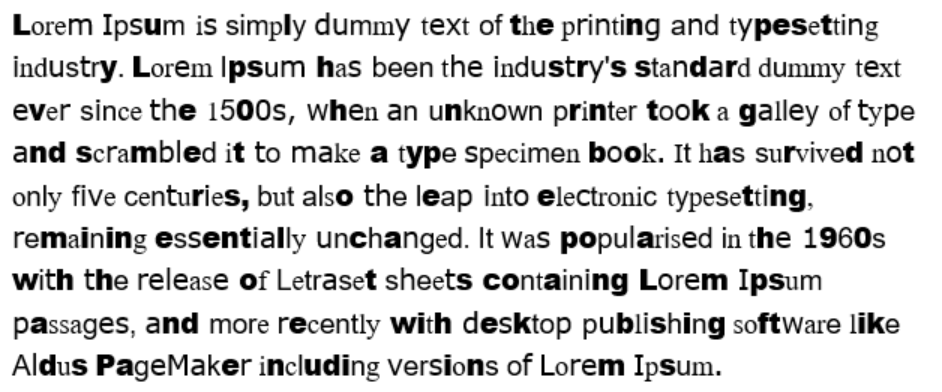 Lorem Ipsum is simply dummy text of the printing and typesetting
industry. Lorem Ipsum has been the industry's standard dummy text
ever since the 1500s, when an unknown printer took a galley of type
and scrambled it to make a type specimen book. It has survived not
only five centuries, but also the leap into electronic typesetting,
remaining essentially unchanged. It was popularised in the 1960s
with the release of Letraset sheets containing Lorem Ipsum
passages, and more recently with desktop publishing software like
Aldus PageMaker including versions of Lorem Ipsum.